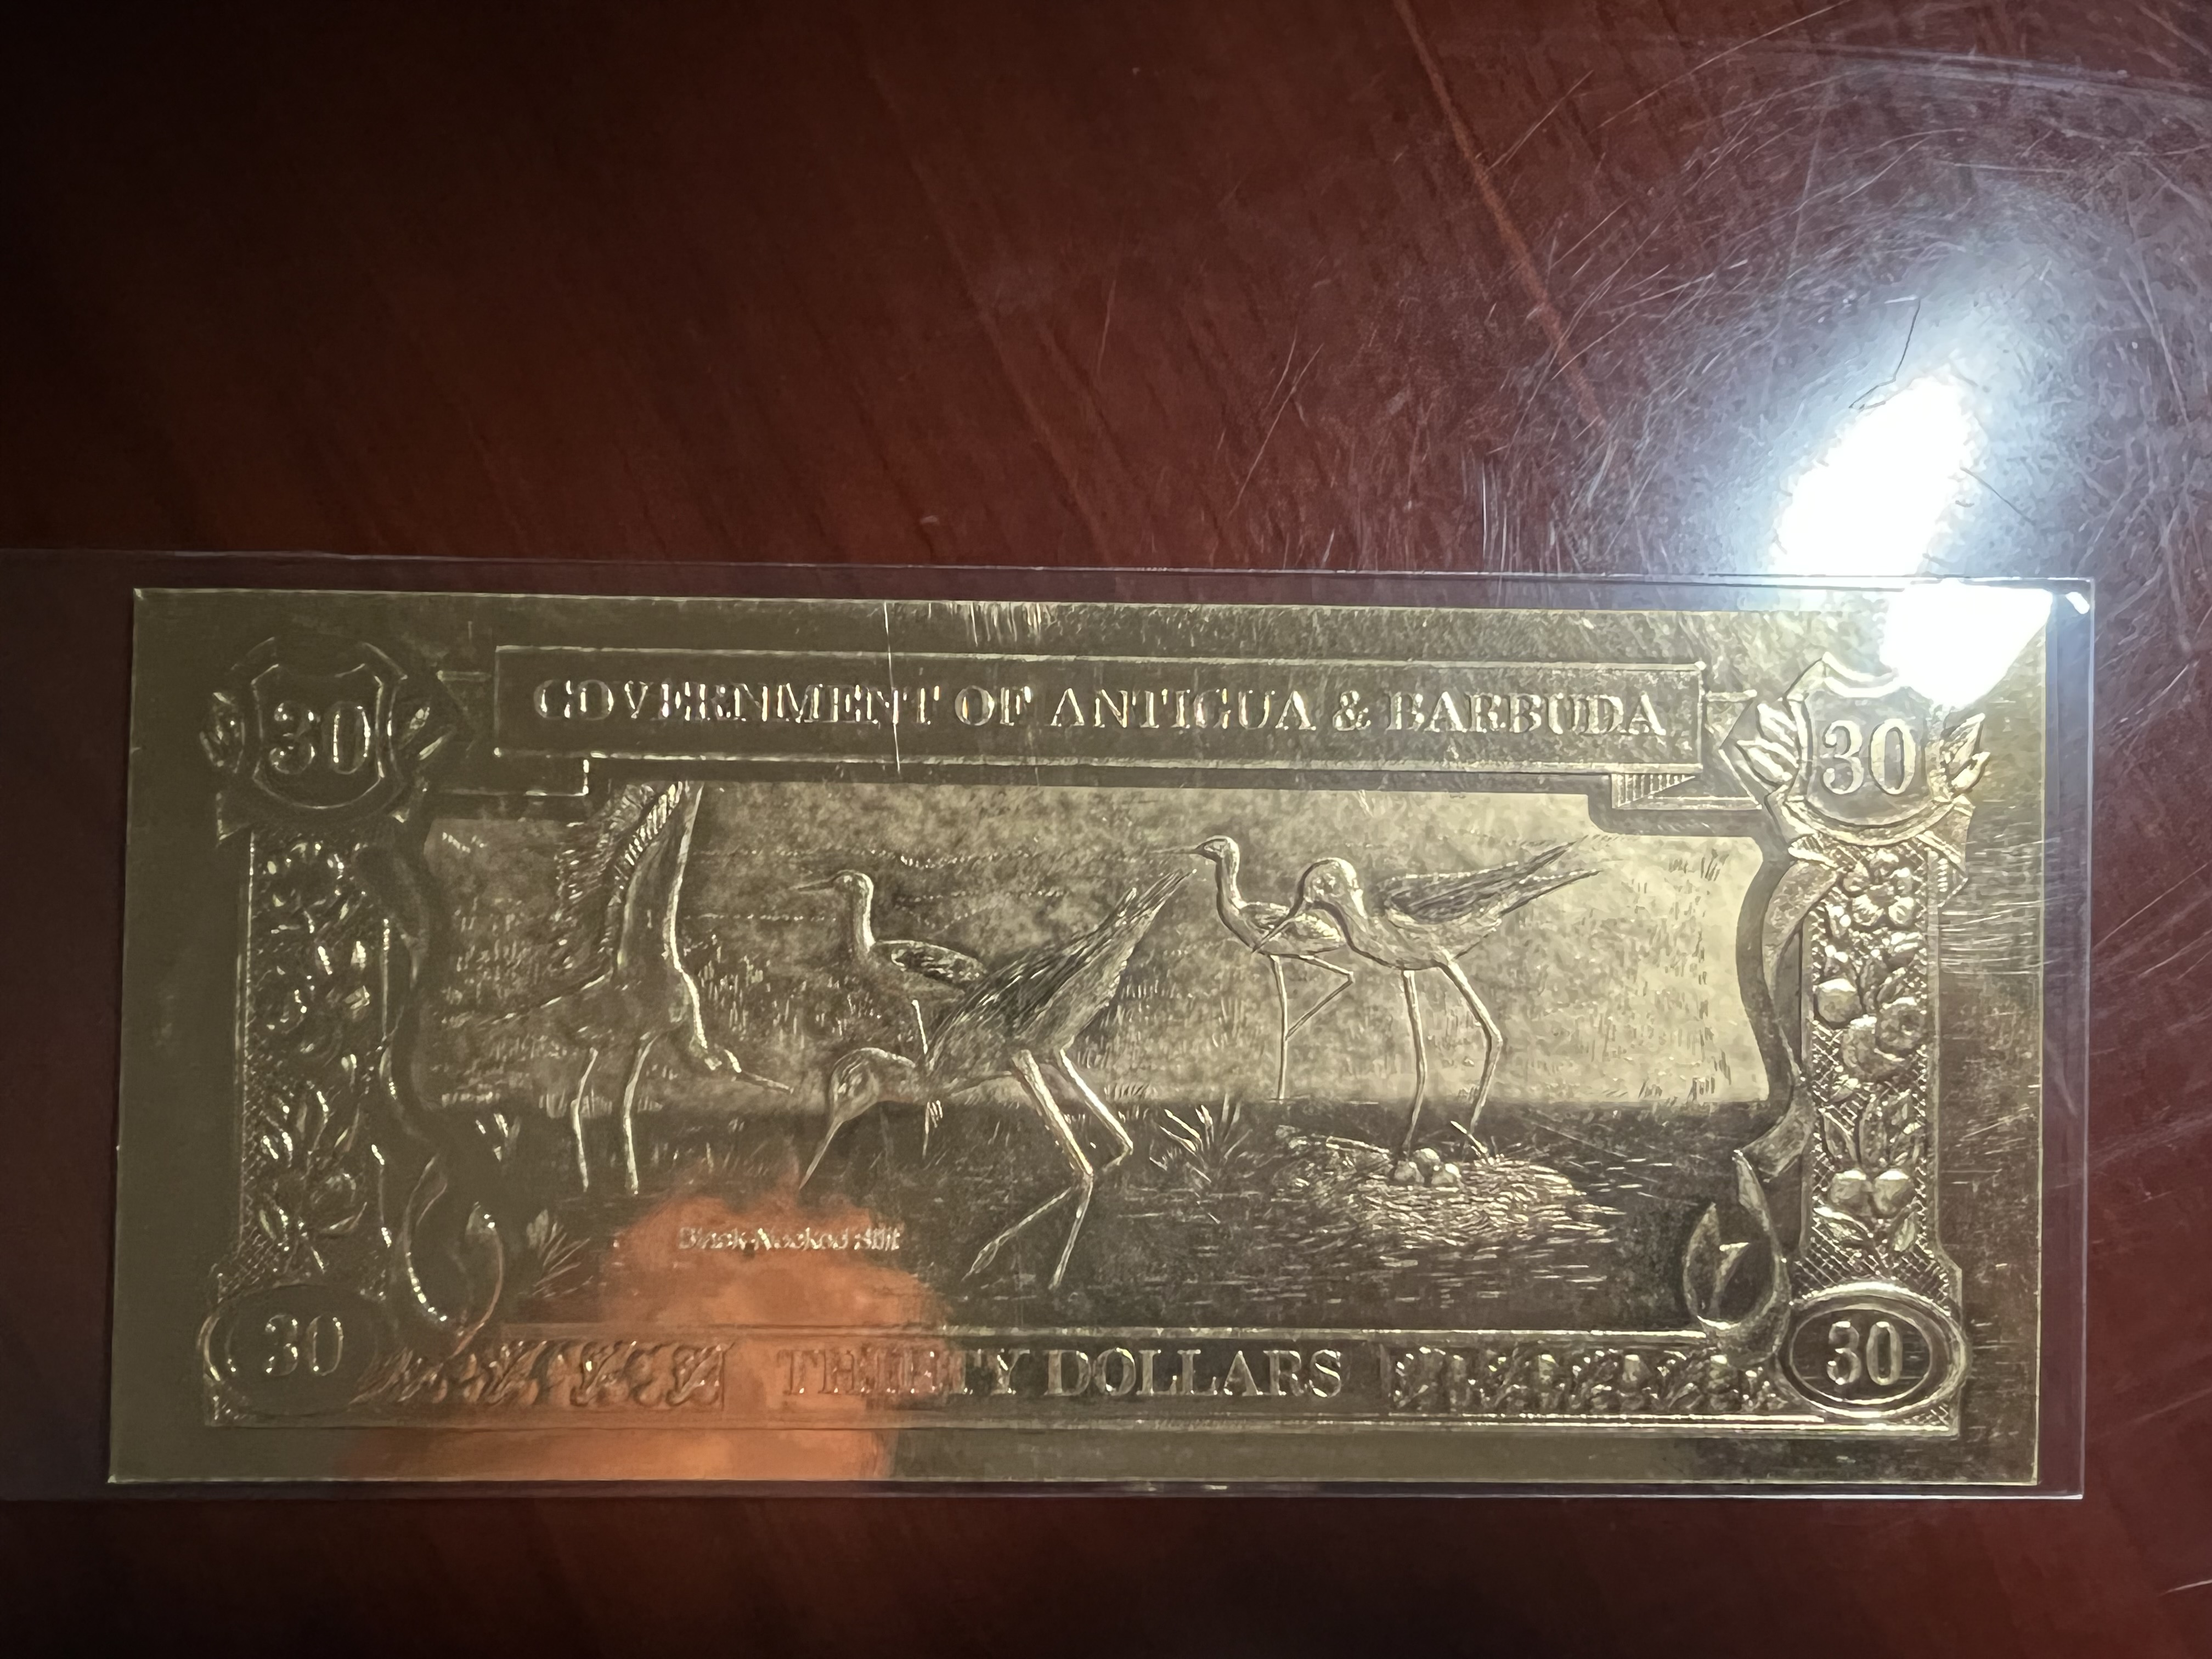 30
GOVERNMENT OF ANTIGUA & BARBUDA
30
Black-Necked Stilt
30
THIRTY DOLLARS
30